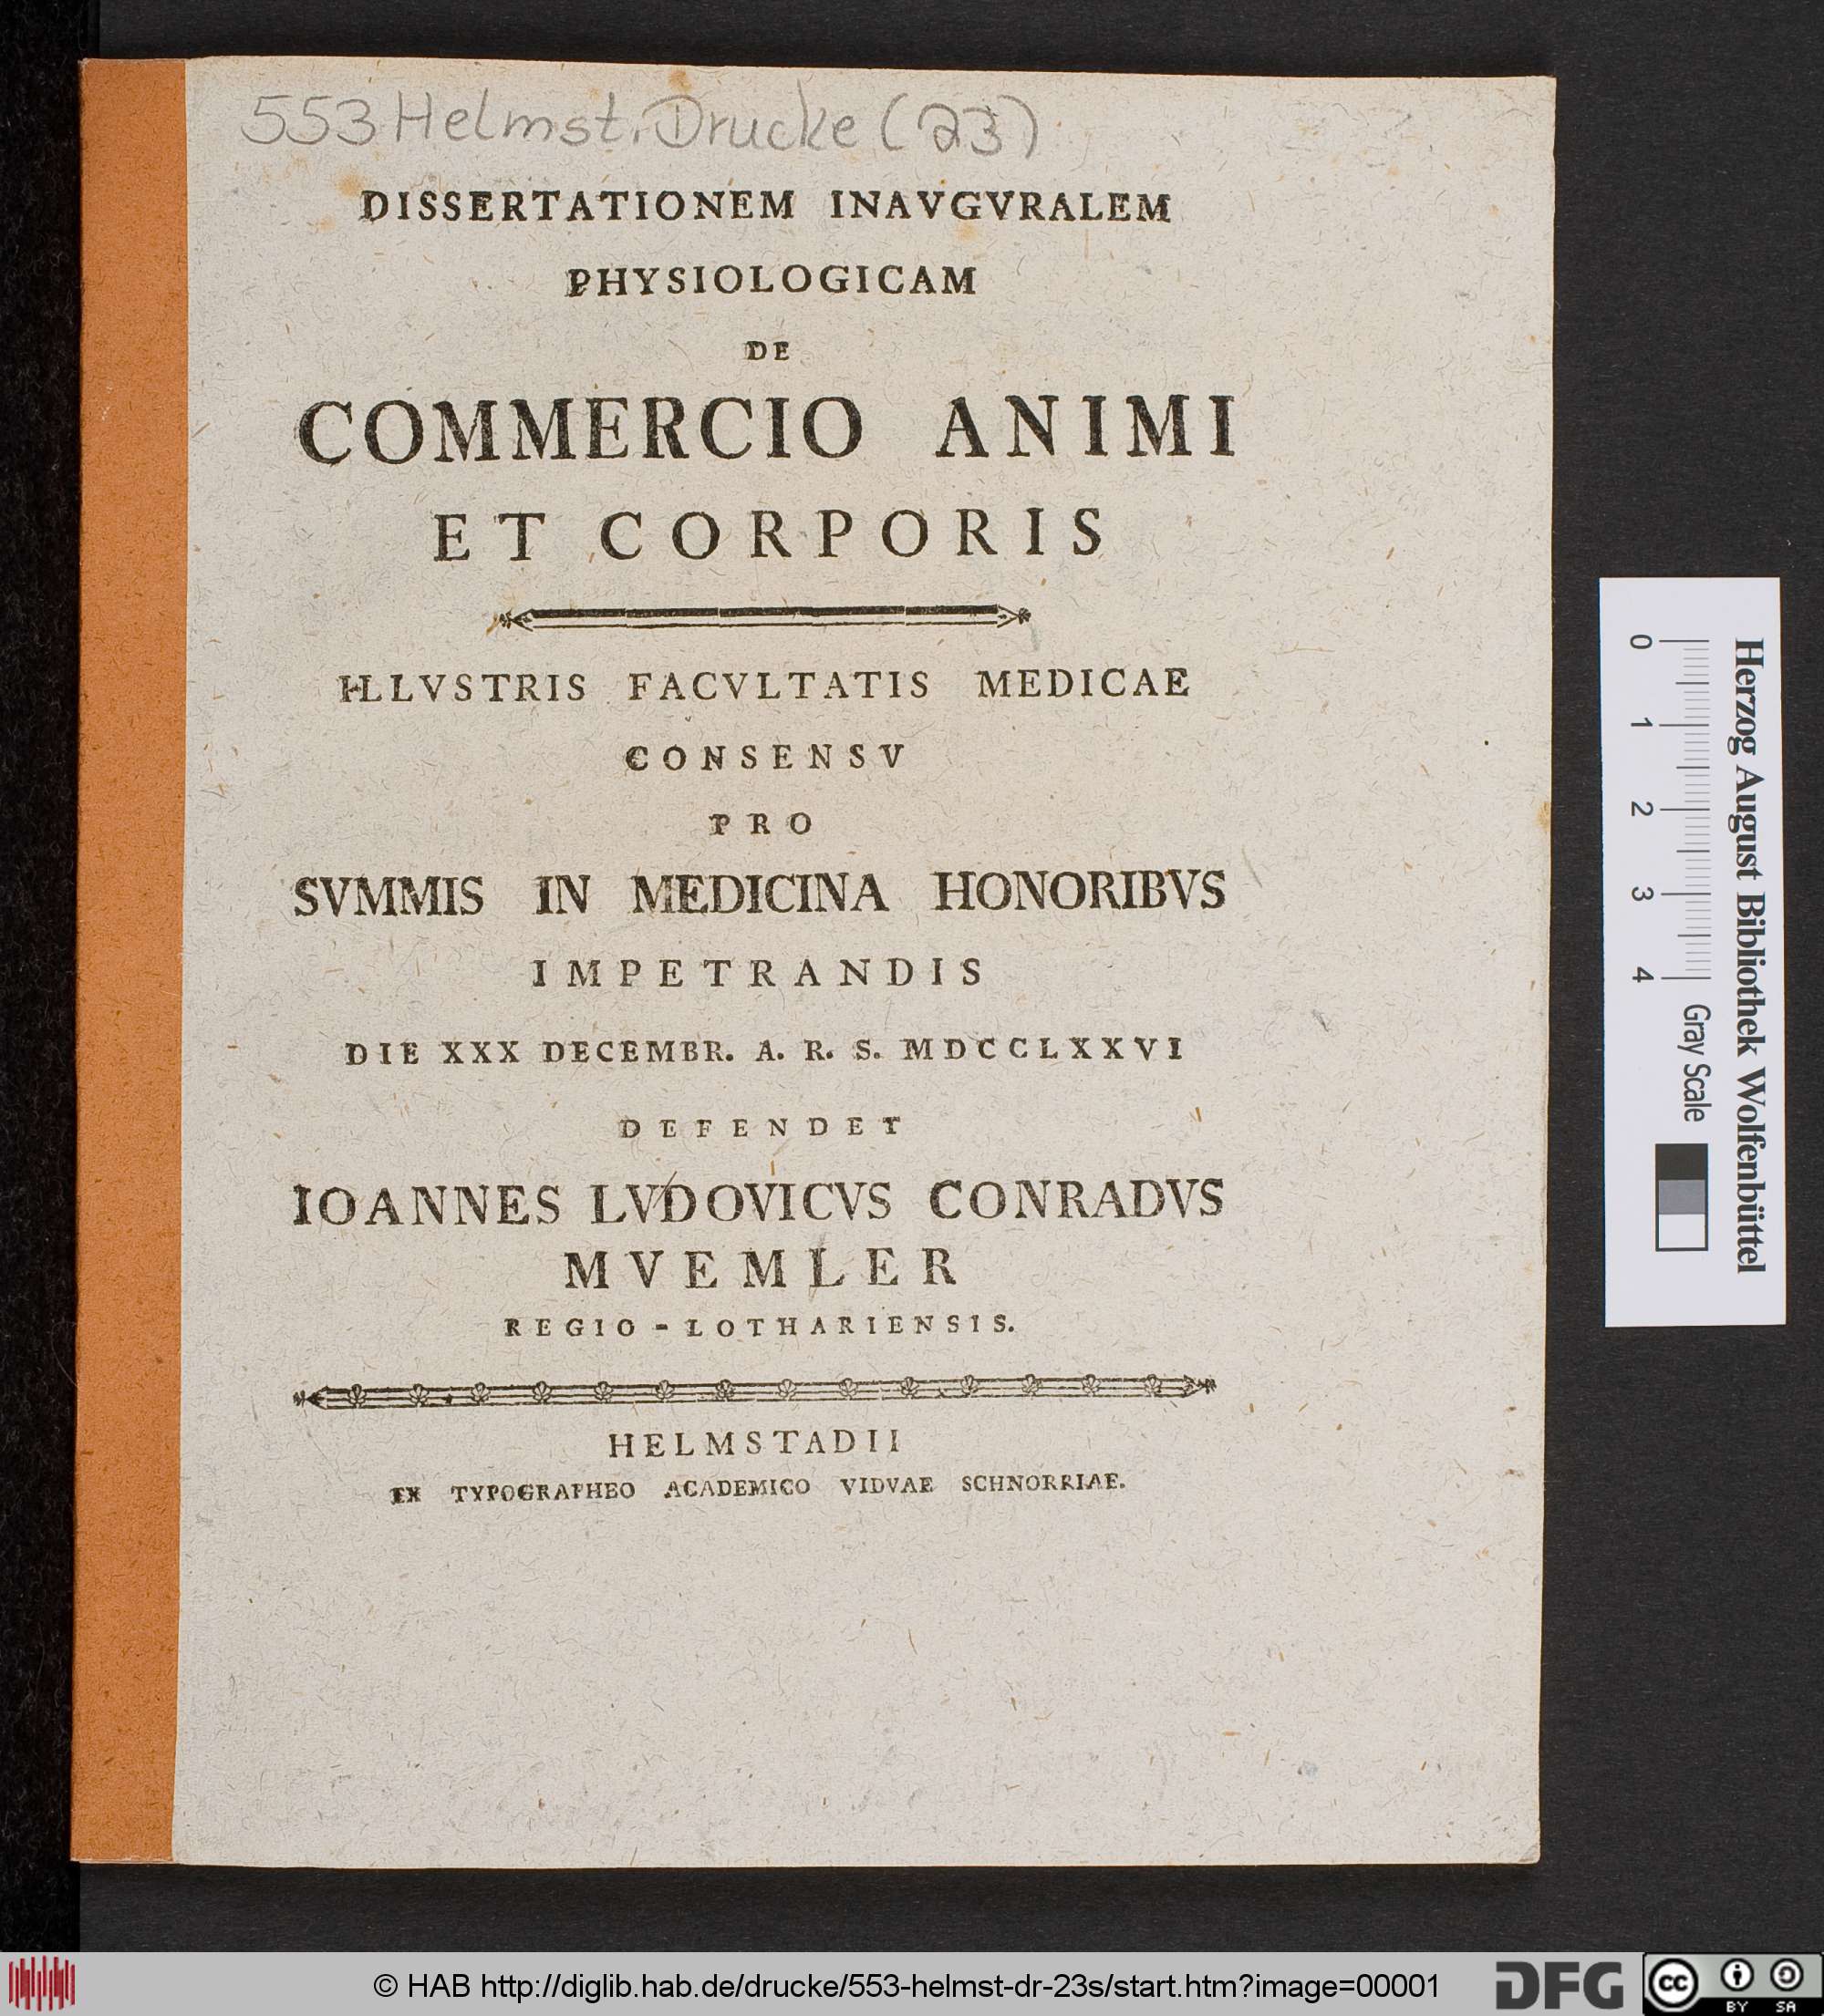 553 Helmst. Drucke (23)
DISSERTATIONEM INAVGVRALEM
PHYSIOLOGICAM
DE
COMMERCIO ANIMI
ET CORPORIS
ILLVSTRIS FACVLTATIS MEDICAE
CONSENSV
PRO
SVMMIS IN MEDICINA HONORIBVS
IMPETRANDIS
DIE XXX DECEMBR. A. R. S. MDCCLXXVI
DEFENDET
IOANNES LVDOVICVS CONRADVS
MVEMLER
REGIO-LOTHARIENSIS.
HELMSTADII
EX TYPOGRAPHEO ACADEMICO VIDVAE SCHNORRIAE.
Herzog August Bibliothek Wolfenbüttel
0 1 2 3 4 Gray Scale
© HAB http://diglib.hab.de/drucke/553-helmst-dr-23s/start.htm?image=00001
DFG
cc BY SA